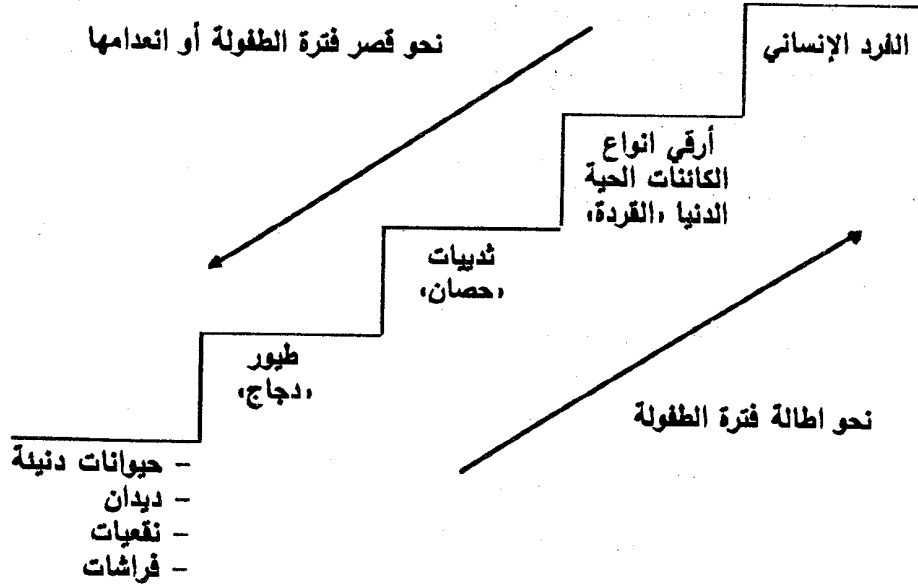 نحو قصر فترة الطفولة أو انعدامها
الفرد الإنساني
أرقي انواع
الكائنات الحية
الدنيا «القردة»
ثدييات
«حصان»
طيور
«دجاج»
نحو اطالة فترة الطفولة
- حيوانات دنيئة
- ديدان
- نقعيات
- فراشات